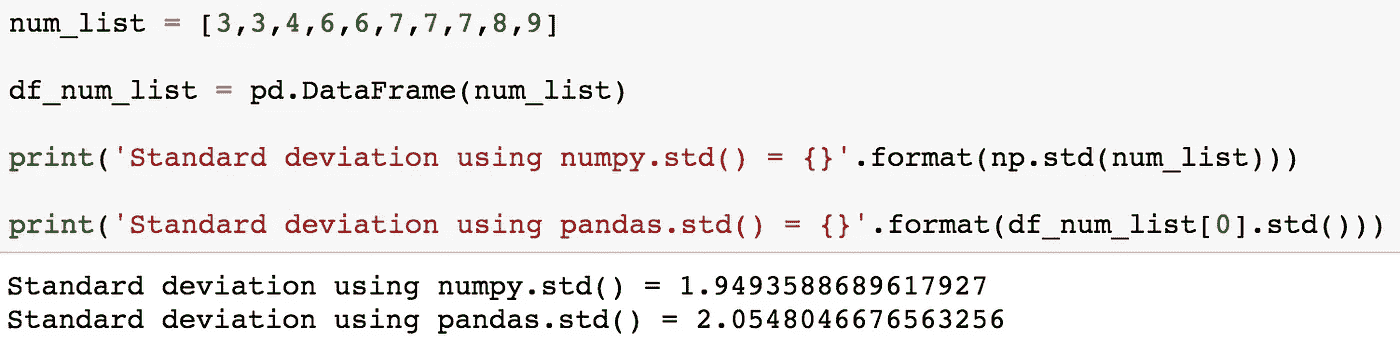 num_list = [3,3,4,6,6,7,7,7,8,9]
df_num_list = pd.DataFrame(num_list)
print('Standard deviation using numpy.std() = {}'.format(np.std(num_list)))
print('Standard deviation using pandas.std() = {}'.format(df_num_list[0].std()))
Standard deviation using numpy.std() = 1.9493588689617927
Standard deviation using pandas.std() = 2.0548046676563256